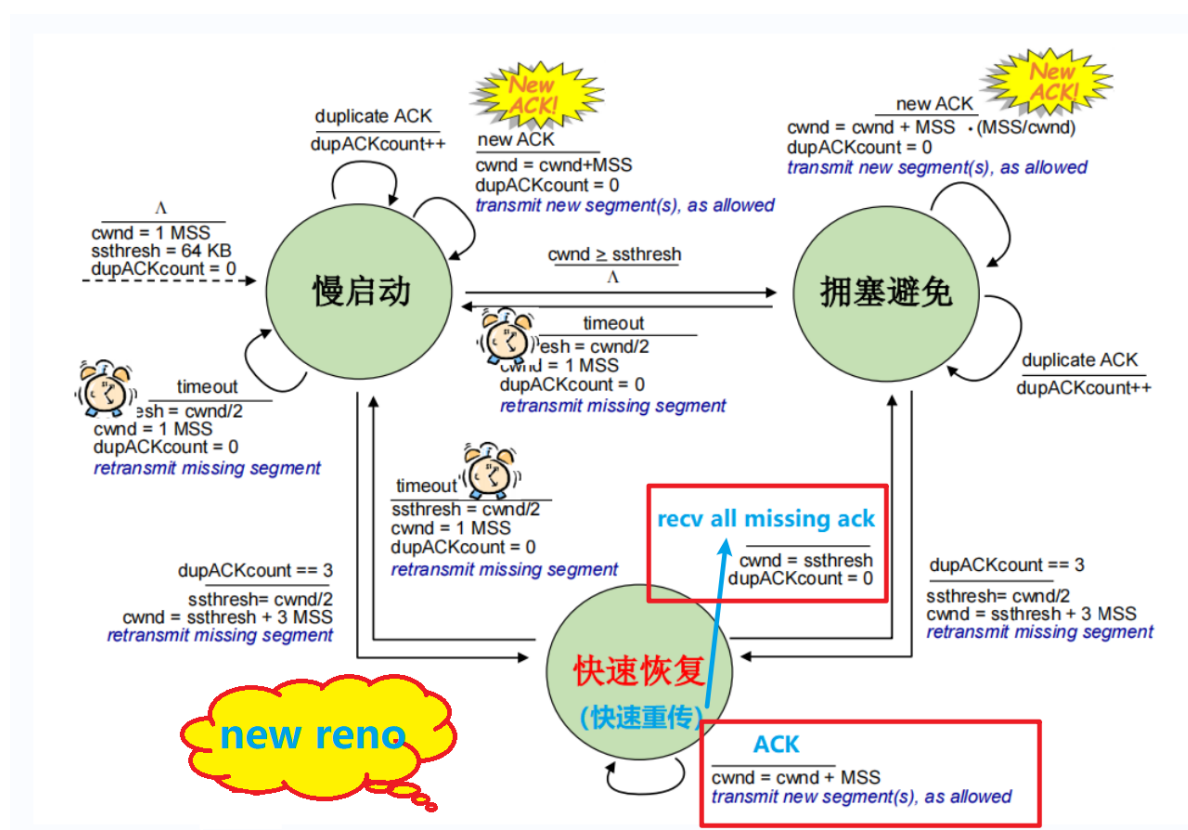 New
ACK!
new ACK
cwnd = cwnd+MSS
dupACKcount = 0
transmit new segment(s), as allowed
duplicate ACK
dupACKcount++
New
ACK!
new ACK
cwnd = cwnd + MSS · (MSS/cwnd)
dupACKcount = 0
transmit new segment(s), as allowed
Λ
cwnd = 1 MSS
ssthresh = 64 KB
dupACKcount = 0
慢启动
cwnd ≥ ssthresh
Λ
拥塞避免
timeout
esh = cwnd/2
cwnd = 1 MSS
dupACKcount = 0
retransmit missing segment
duplicate ACK
dupACKcount++
timeout
esh = cwnd/2
cwnd = 1 MSS
dupACKcount = 0
retransmit missing segment
timeout
ssthresh = cwnd/2
cwnd = 1 MSS
dupACKcount = 0
retransmit missing segment
recv all missing ack
cwnd = ssthresh
dupACKcount = 0
dupACKcount == 3
ssthresh= cwnd/2
cwnd = ssthresh + 3 MSS
retransmit missing segment
dupACKcount == 3
ssthresh= cwnd/2
cwnd = ssthresh + 3 MSS
retransmit missing segment
快速恢复
(快速重传)
new reno
ACK
cwnd = cwnd + MSS
transmit new segment(s), as allowed